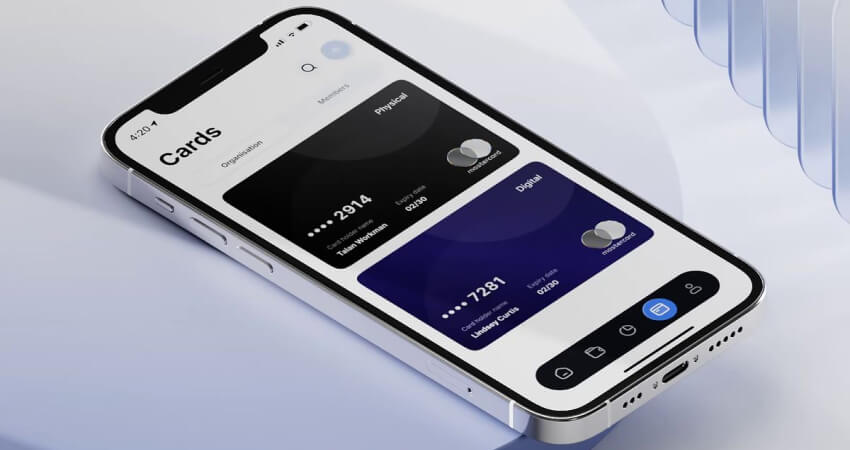 4:20
Cards
Organisation
Members
Physical
•••• 2914
Card holder name
Talan Workman
Expiry date
02/30
mastercard
Digital
•••• 7281
Card holder name
Lindsey Curtis
Expiry date
02/30
mastercard